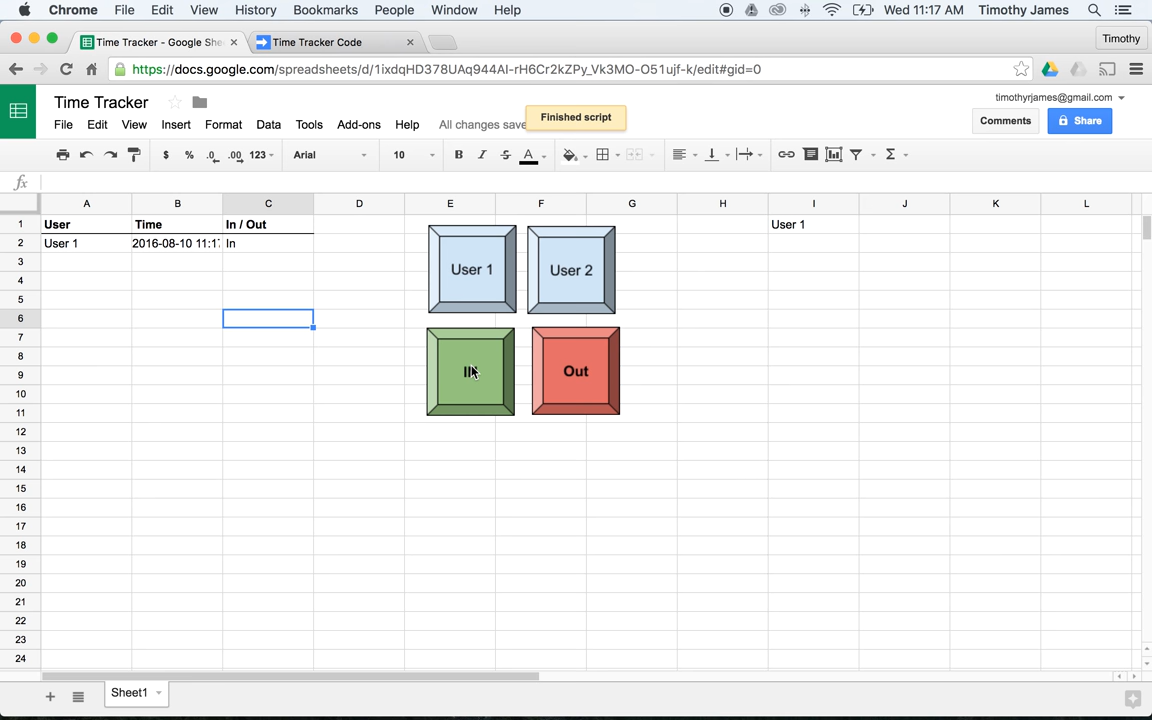 Chrome File Edit View History Bookmarks People Window Help Wed 11:17 AM Timothy James
Time Tracker - Google She Time Tracker Code Timothy
https://docs.google.com/spreadsheets/d/1ixdqHD378UAq944AI-rH6Cr2kZPy_Vk3MO-O51ujf-k/edit#gid=0
Time Tracker timothyrjames@gmail.com
File Edit View Insert Format Data Tools Add-ons Help All changes save Finished script Comments Share
$ % .0 .00 123 Arial 10 B I S A Σ
fx
A B C D E F G H I J K L
1 User Time In / Out User 1
2 User 1 2016-08-10 11:17 In
3
4 User 1 User 2
5
6
7
8
9 Out
10
11
12
13
14
15
16
17
18
19
20
21
22
23
24
+ Sheet1